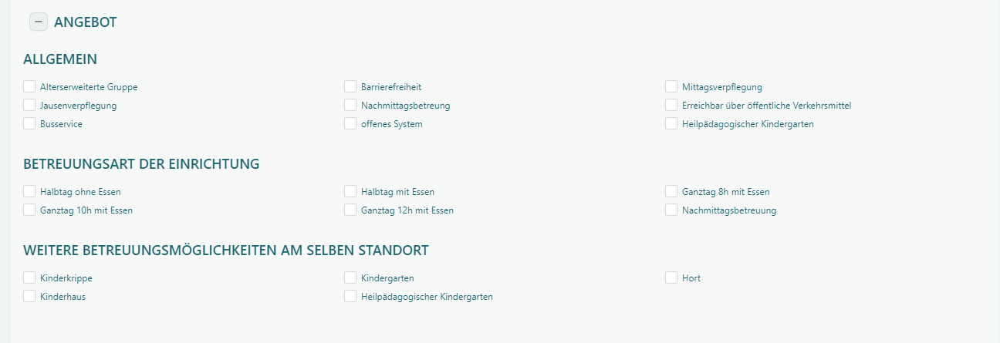 ANGEBOT
ALLGEMEIN
Alterserweiterte Gruppe
Barrierefreiheit
Mittagsverpflegung
Jausenverpflegung
Nachmittagsbetreung
Erreichbar über öffentliche Verkehrsmittel
Busservice
offenes System
Heilpädagogischer Kindergarten
BETREUUNGSART DER EINRICHTUNG
Halbtag ohne Essen
Halbtag mit Essen
Ganztag 8h mit Essen
Ganztag 10h mit Essen
Ganztag 12h mit Essen
Nachmittagsbetreuung
WEITERE BETREUUNGSMÖGLICHKEITEN AM SELBEN STANDORT
Kinderkrippe
Kindergarten
Hort
Kinderhaus
Heilpädagogischer Kindergarten